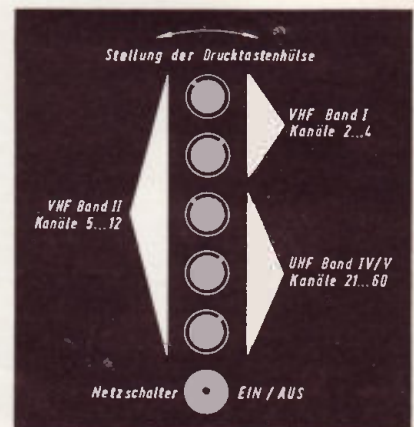 Stellung der Drucktastenhülse
VHF Band I
Kanäle 2...4
VHF Band II
Kanäle 5...12
UHF Band IV/V
Kanäle 21...60
Netzschalter EIN / AUS